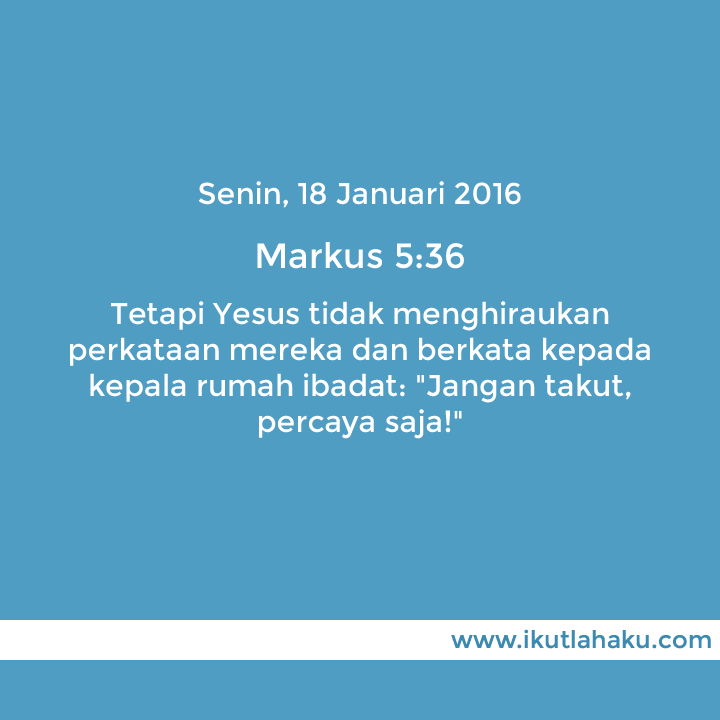 Senin, 18 Januari 2016
Markus 5:36
Tetapi Yesus tidak menghiraukan
perkataan mereka dan berkata kepada
kepala rumah ibadat: "Jangan takut,
percaya saja!"
www.ikutlahaku.com